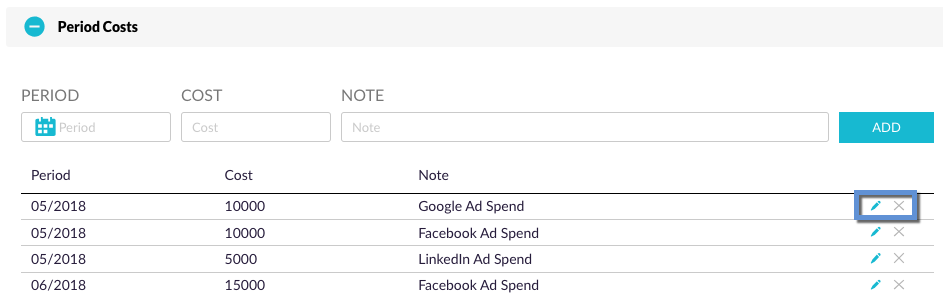 Period Costs
PERIOD COST NOTE
Period Cost Note ADD
Period Cost Note
05/2018 10000 Google Ad Spend
05/2018 10000 Facebook Ad Spend
05/2018 5000 LinkedIn Ad Spend
06/2018 15000 Facebook Ad Spend